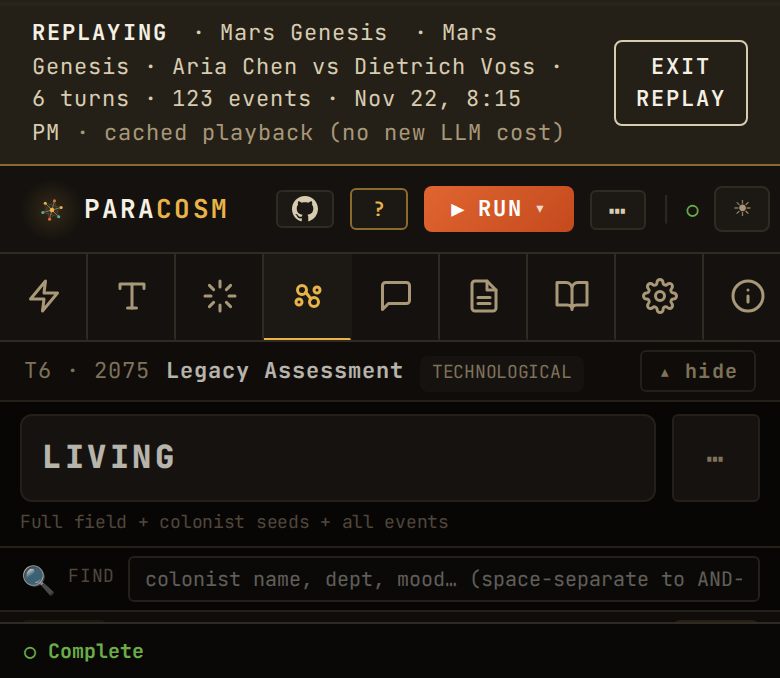 REPLAYING · Mars Genesis · Mars
Genesis · Aria Chen vs Dietrich Voss ·
6 turns · 123 events · Nov 22, 8:15
PM · cached playback (no new LLM cost)
EXIT
REPLAY
PARACOSM
?
▶ RUN ▼
…
T6 · 2075 Legacy Assessment TECHNOLOGICAL
▲ hide
LIVING
…
Full field + colonist seeds + all events
FIND
colonist name, dept, mood… (space-separate to AND-
Complete